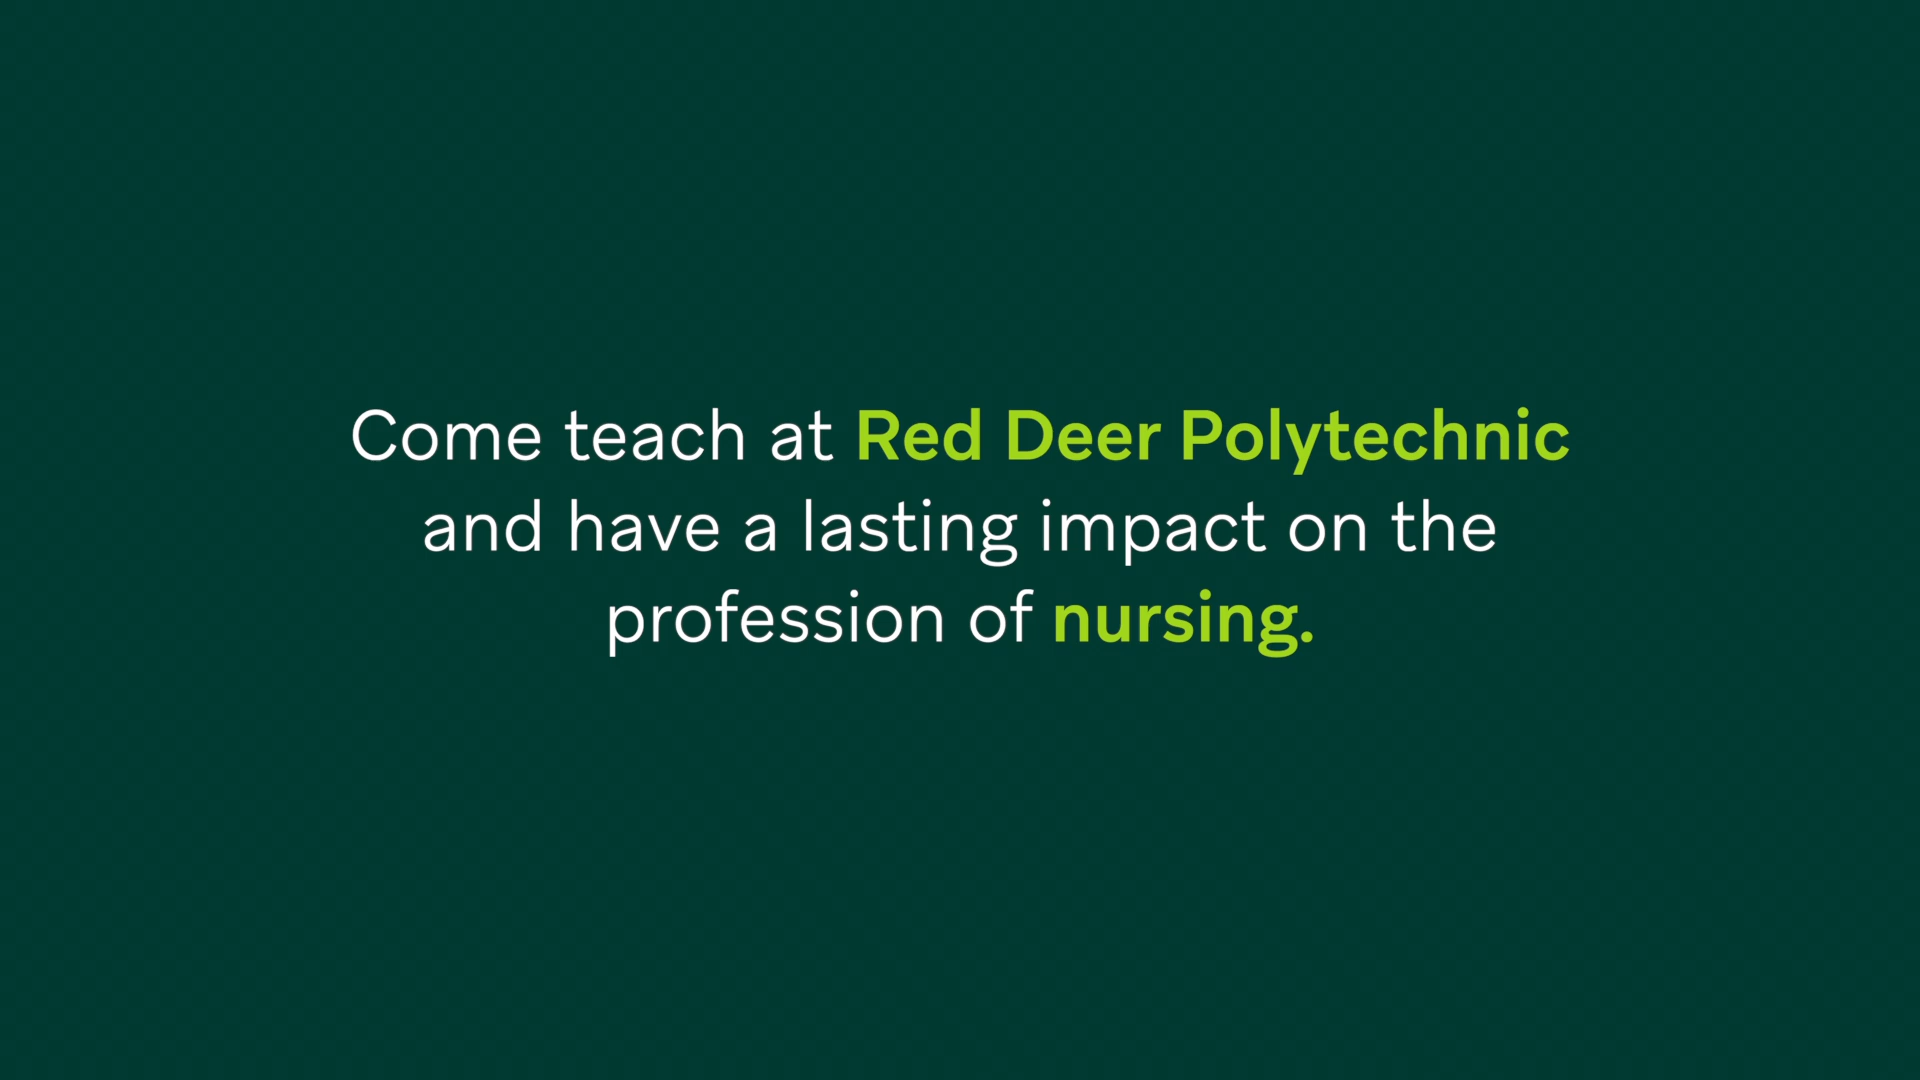 Come teach at Red Deer Polytechnic
and have a lasting impact on the
profession of nursing.